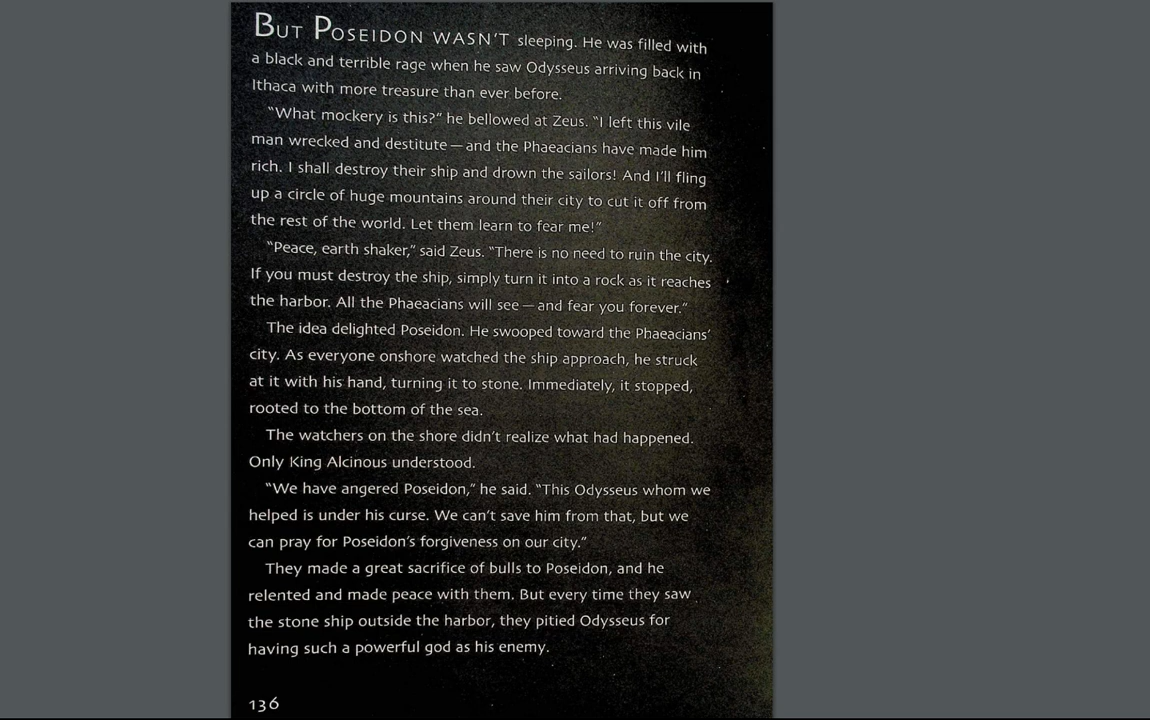 BUT POSEIDON WASN'T sleeping. He was filled with
a black and terrible rage when he saw Odysseus arriving back in
Ithaca with more treasure than ever before.
"What mockery is this?" he bellowed at Zeus. "I left this vile
man wrecked and destitute—and the Phaeacians have made him
rich. I shall destroy their ship and drown the sailors! And I'll fling
up a circle of huge mountains around their city to cut it off from
the rest of the world. Let them learn to fear me!"
"Peace, earth shaker," said Zeus. "There is no need to ruin the city.
If you must destroy the ship, simply turn it into a rock as it reaches
the harbor. All the Phaeacians will see—and fear you forever."
The idea delighted Poseidon. He swooped toward the Phaeacians'
city. As everyone onshore watched the ship approach, he struck
at it with his hand, turning it to stone. Immediately, it stopped,
rooted to the bottom of the sea.
The watchers on the shore didn't realize what had happened.
Only King Alcinous understood.
"We have angered Poseidon," he said. "This Odysseus whom we
helped is under his curse. We can't save him from that, but we
can pray for Poseidon's forgiveness on our city."
They made a great sacrifice of bulls to Poseidon, and he
relented and made peace with them. But every time they saw
the stone ship outside the harbor, they pitied Odysseus for
having such a powerful god as his enemy.
136